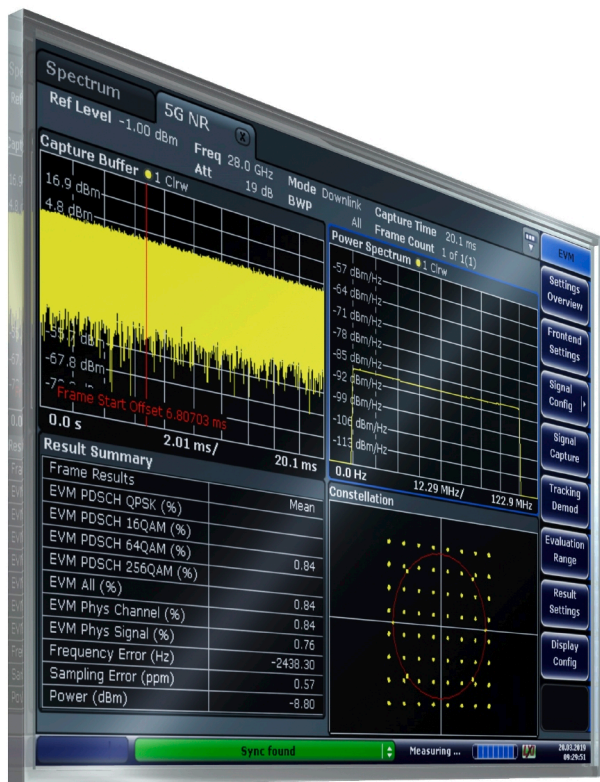 Spectrum
5G NR
X
Ref Level -1.00 dBm
Freq 28.0 GHz
Mode Downlink
Capture Time 20.1 ms
Att 19 dB
BWP All
Frame Count 1 of 1(1)
Capture Buffer 1 Clrw
16.9 dBm
4.8 dBm
-67.8 dBm
Frame Start Offset 6.80703 ms
0.0 s
2.01 ms/
20.1 ms
Power Spectrum 1 Clrw
-57 dBm/Hz
-64 dBm/Hz
-71 dBm/Hz
-78 dBm/Hz
-85 dBm/Hz
-92 dBm/Hz
-99 dBm/Hz
-106 dBm/Hz
-113 dBm/Hz
0.0 Hz
12.29 MHz/
122.9 MHz
Result Summary
Frame Results
Mean
EVM PDSCH QPSK (%)
EVM PDSCH 16QAM (%)
EVM PDSCH 64QAM (%)
0.84
EVM PDSCH 256QAM (%)
EVM All (%)
0.84
EVM Phys Channel (%)
0.84
EVM Phys Signal (%)
0.76
Frequency Error (Hz)
-2438.30
Sampling Error (ppm)
0.57
Power (dBm)
-8.80
Constellation
EVM
Settings
Overview
Frontend
Settings
Signal
Config
Signal
Capture
Tracking
Demod
Evaluation
Range
Result
Settings
Display
Config
Sync found
Measuring ...
20.03.2019
09:29:51